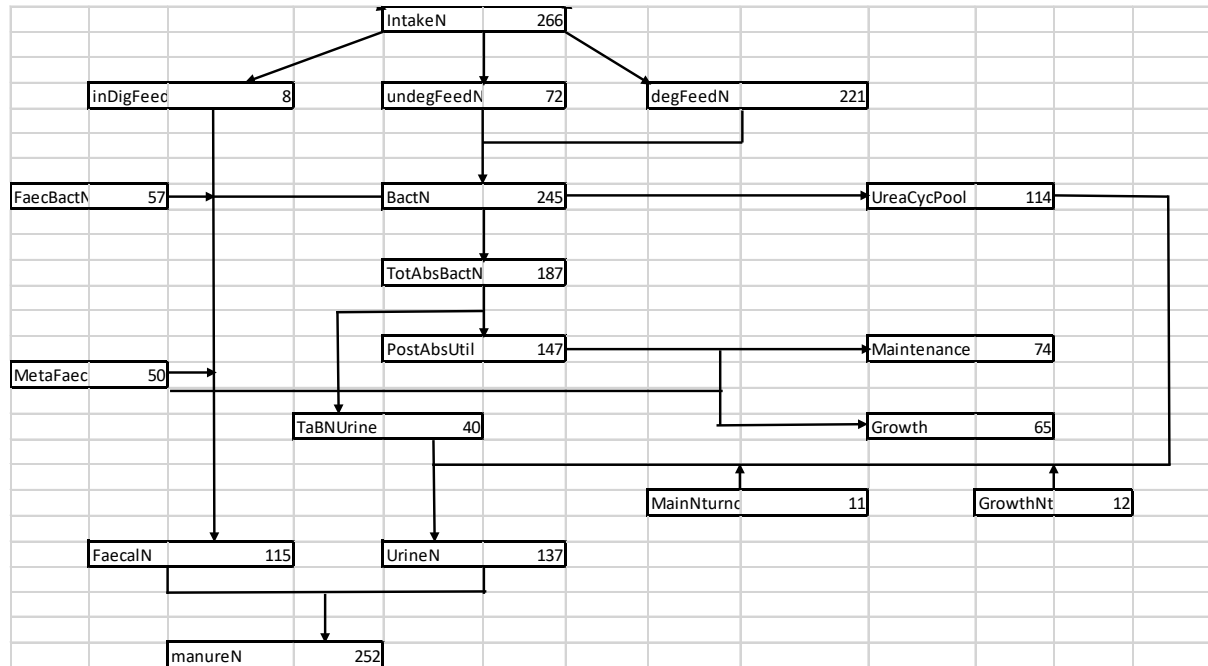 IntakeN 266
inDigFeed 8 undegFeedN 72 degFeedN 221
FaecBactN 57 BactN 245 UreaCycPool 114
TotAbsBactN 187
PostAbsUtil 147 Maintenance 74
MetaFaec 50
TaBNUrine 40 Growth 65
MainNturno 11 GrowthNt 12
FaecalN 115 UrineN 137
manureN 252